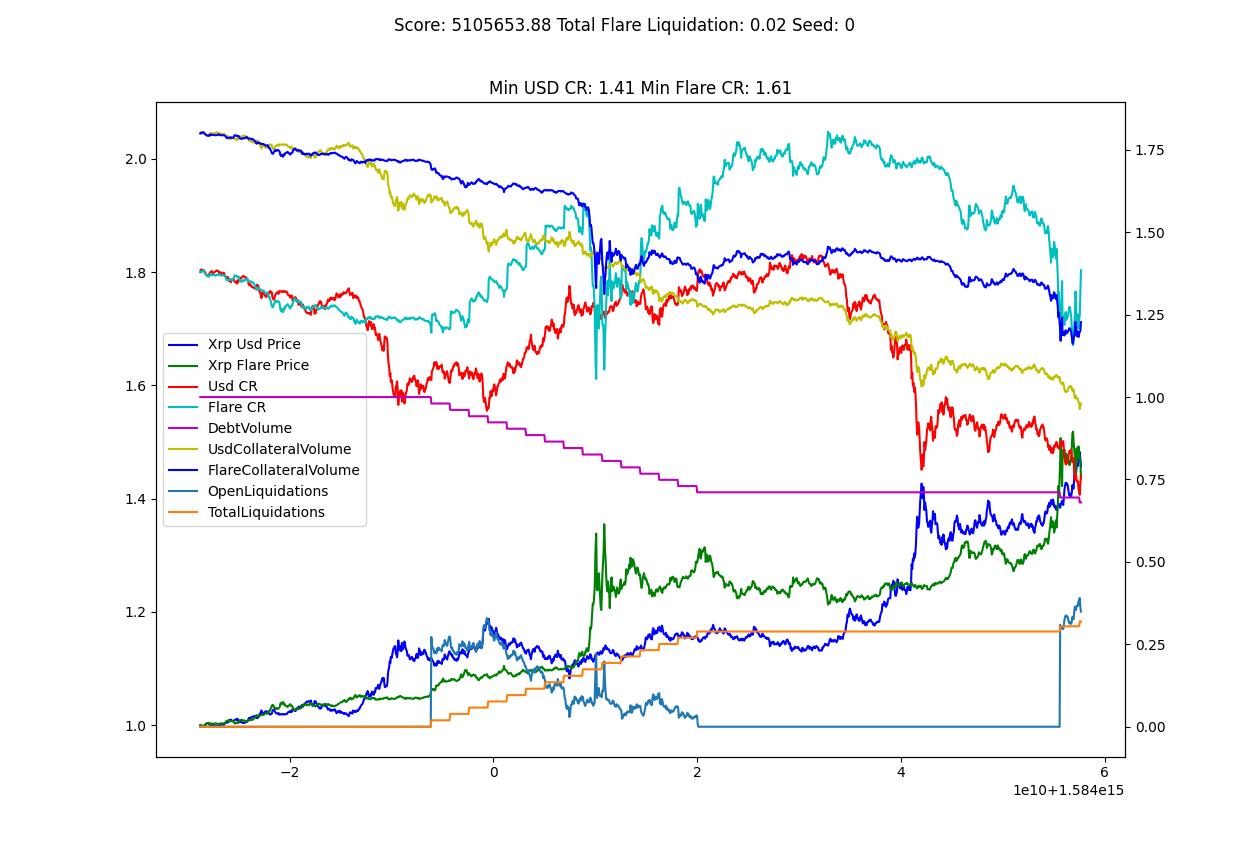 Score: 5105653.88 Total Flare Liquidation: 0.02 Seed: 0
Min USD CR: 1.41 Min Flare CR: 1.61
2.0
1.8
1.6
1.4
1.2
1.0
1.75
1.50
1.25
1.00
0.75
0.50
0.25
0.00
Xrp Usd Price
Xrp Flare Price
Usd CR
Flare CR
DebtVolume
UsdCollateralVolume
FlareCollateralVolume
OpenLiquidations
TotalLiquidations
−2
0
2
4
6
1e10+1.584e15